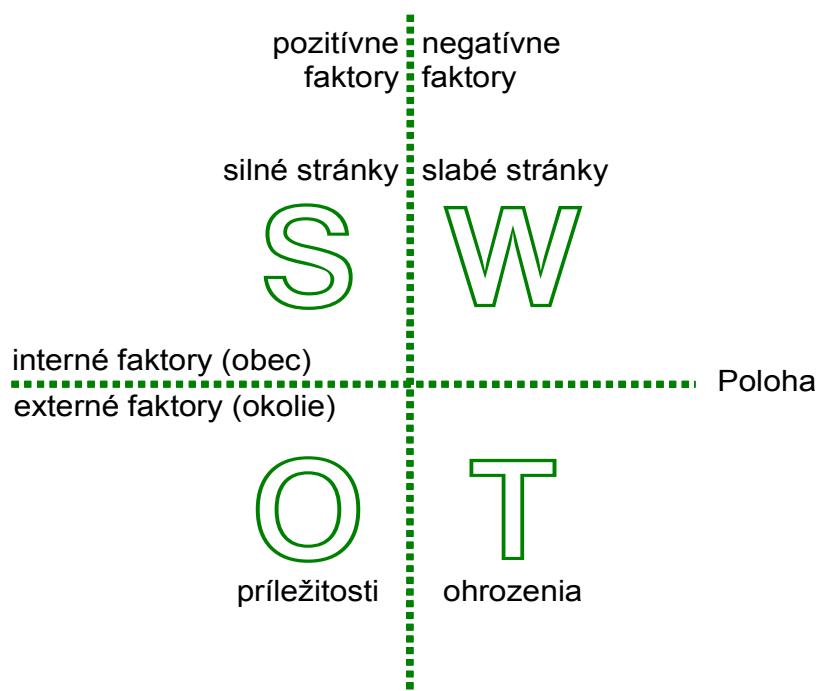 pozitívne negatívne
faktory faktory
silné stránky slabé stránky
S W
interné faktory (obec)
Poloha
externé faktory (okolie)
O T
príležitosti ohrozenia